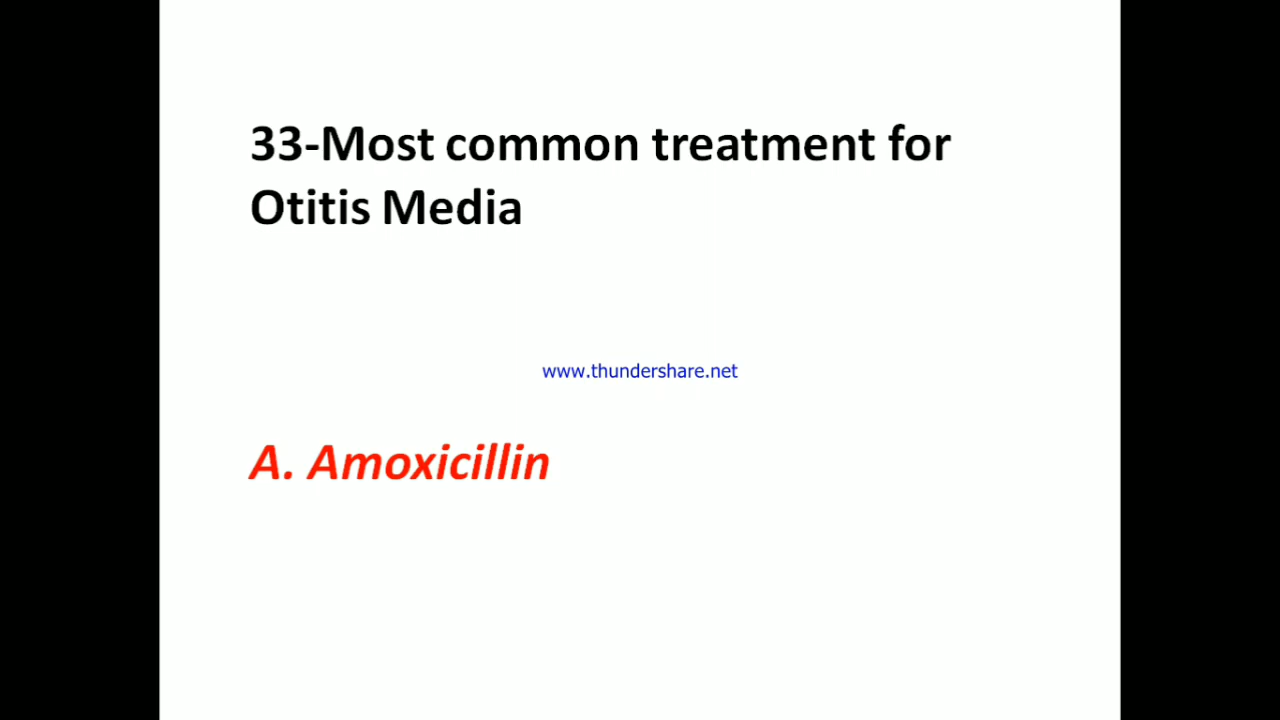 33-Most common treatment for
Otitis Media
www.thundershare.net
A. Amoxicillin